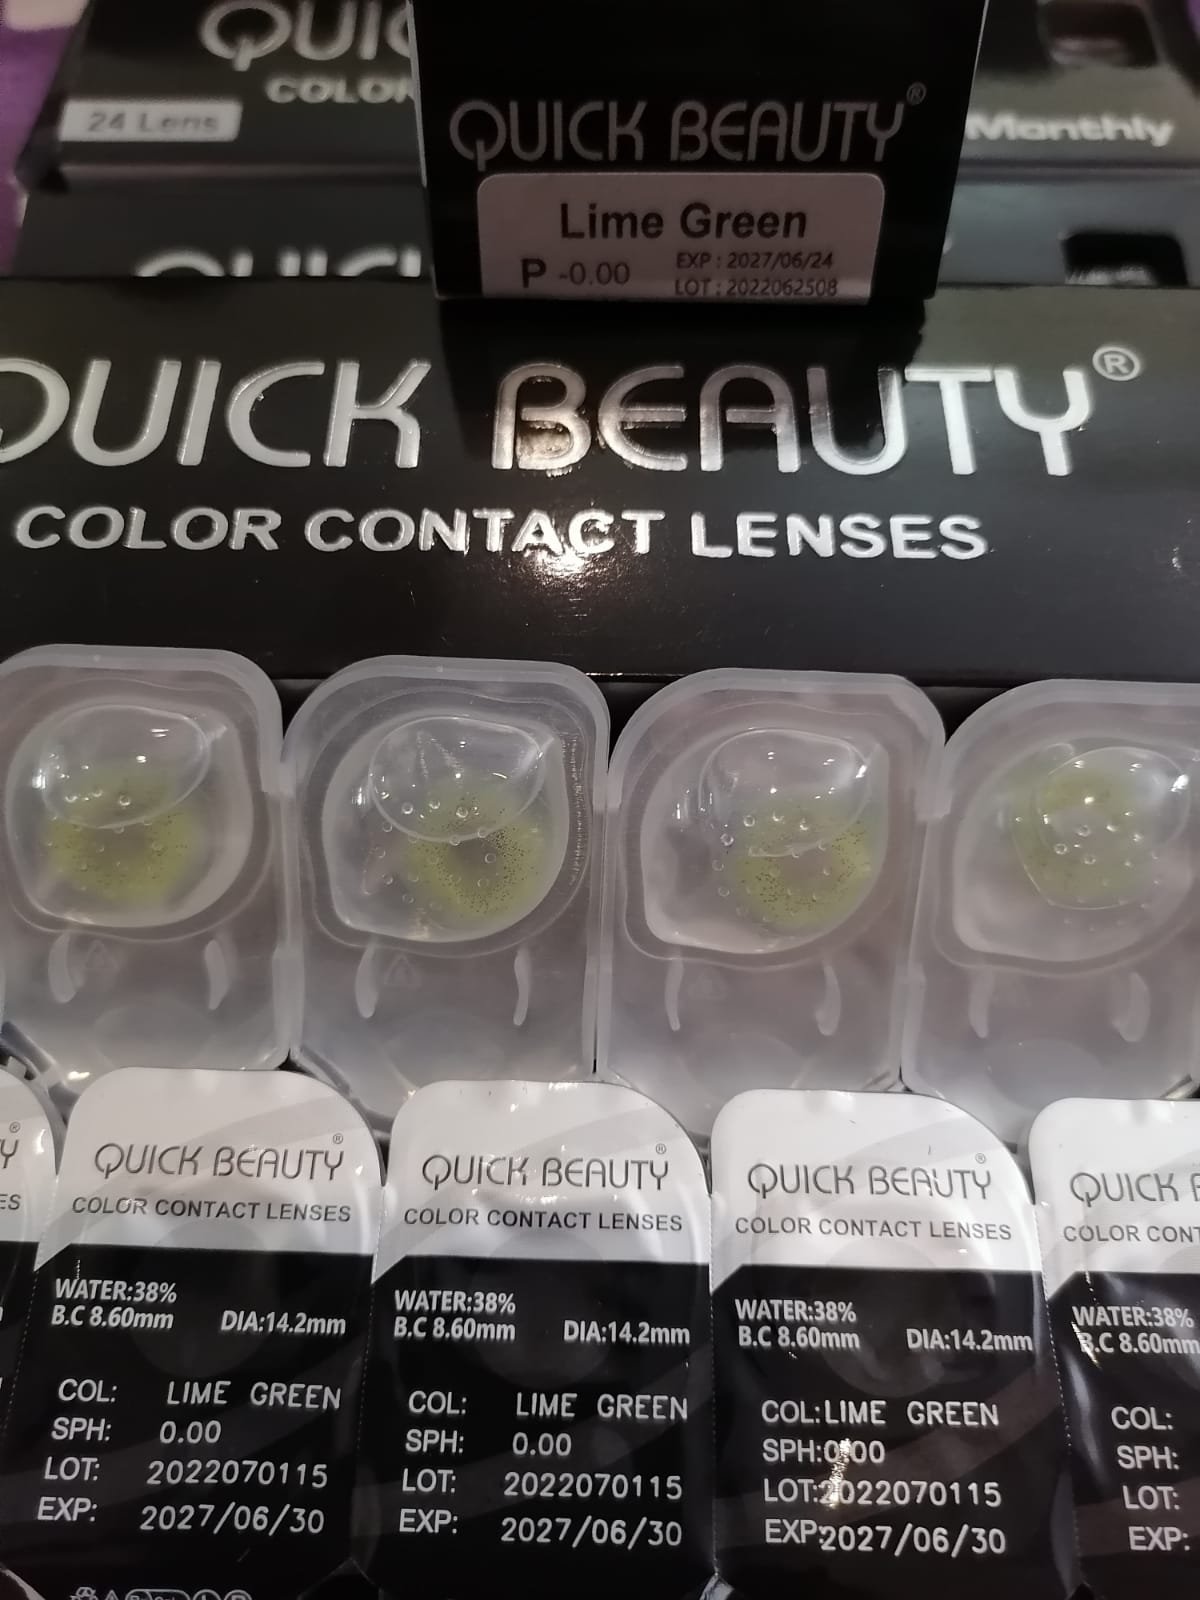 QUIC
COLOR
24 Lens
Monthly
QUICK BEAUTY®
Lime Green
P -0.00
EXP : 2027/06/24
LOT : 2022062508
QUICK
QUICK BEAUTY®
COLOR CONTACT LENSES
Y®
ES
QUICK BEAUTY®
COLOR CONTACT LENSES
WATER:38%
B.C 8.60mm DIA:14.2mm
COL: LIME GREEN
SPH: 0.00
LOT: 2022070115
EXP: 2027/06/30
QUICK BEAUTY®
COLOR CONTACT LENSES
WATER:38%
B.C 8.60mm DIA:14.2mm
COL: LIME GREEN
SPH: 0.00
LOT: 2022070115
EXP: 2027/06/30
QUICK BEAUTY®
COLOR CONTACT LENSES
WATER:38%
B.C 8.60mm DIA:14.2mm
COL:LIME GREEN
SPH:0.00
LOT:2022070115
EXP:2027/06/30
QUICK
COLOR CONT
WATER:38%
B.C 8.60mm
COL:
SPH:
LOT:
EXP: